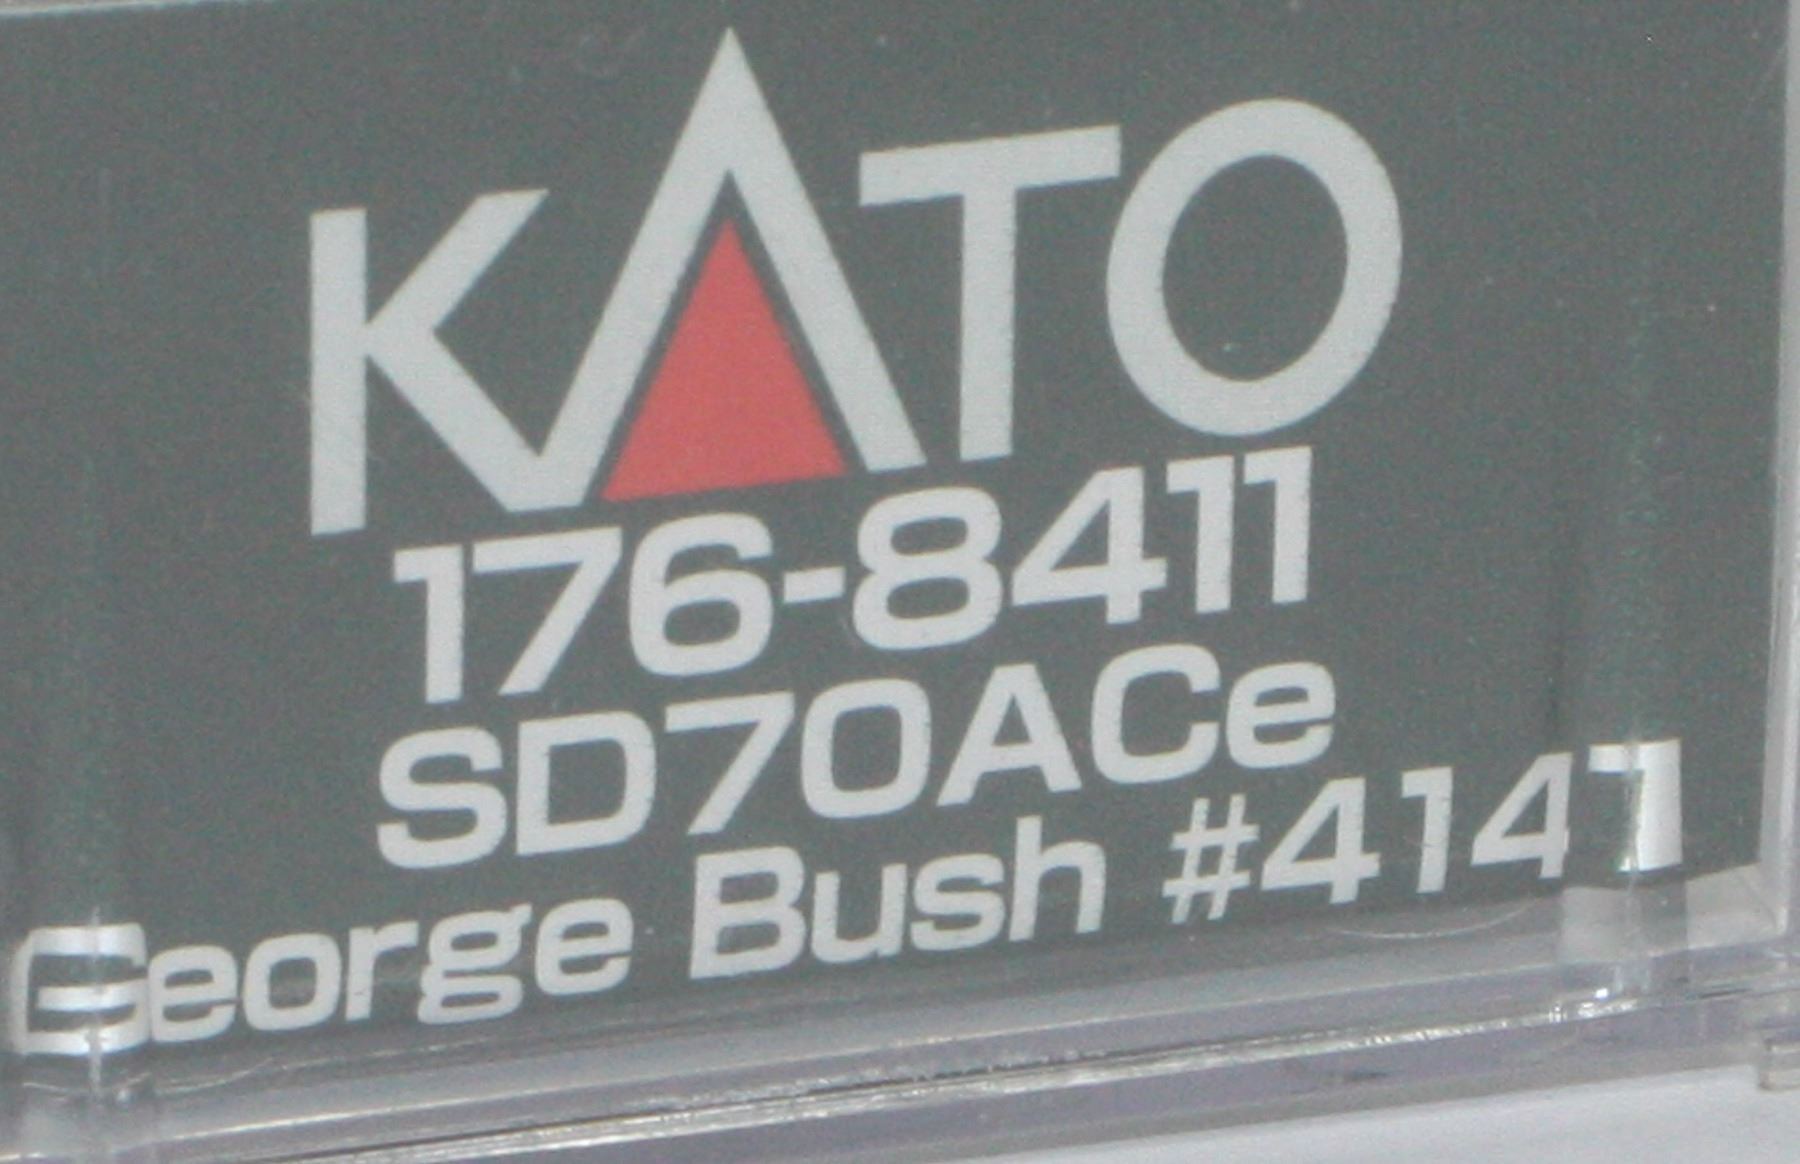 KATO
176-8411
SD70ACe
George Bush #4141